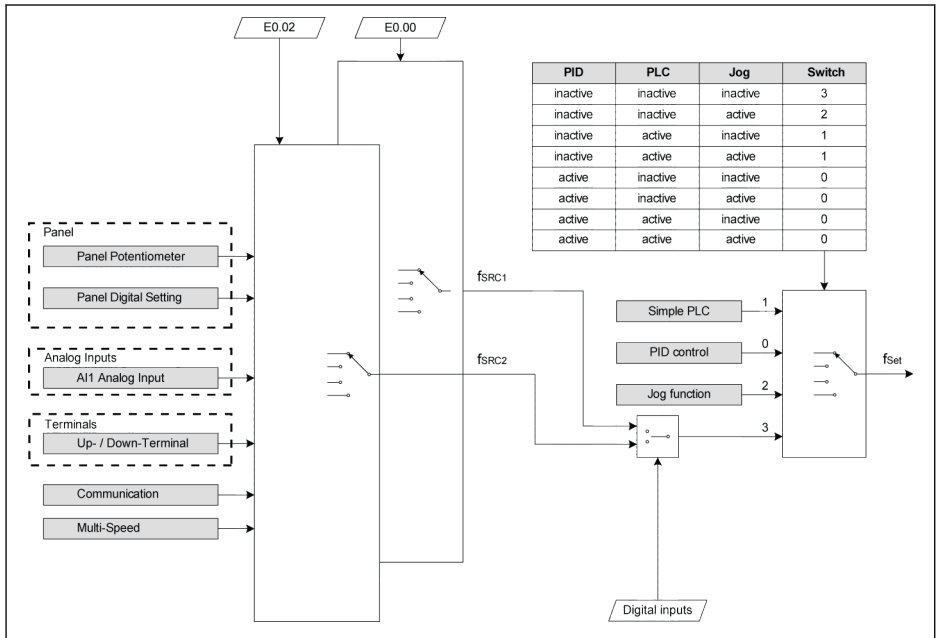 E0.02
E0.00
PID PLC Jog Switch
inactive inactive inactive 3
inactive inactive active 2
inactive active inactive 1
inactive active active 1
active inactive inactive 0
active inactive active 0
active active inactive 0
active active active 0
Panel
Panel Potentiometer
Panel Digital Setting
Analog Inputs
AI1 Analog Input
Terminals
Up- / Down-Terminal
Communication
Multi-Speed
fSRC1
fSRC2
Simple PLC 1
PID control 0
Jog function 2
3
fSet
Digital inputs